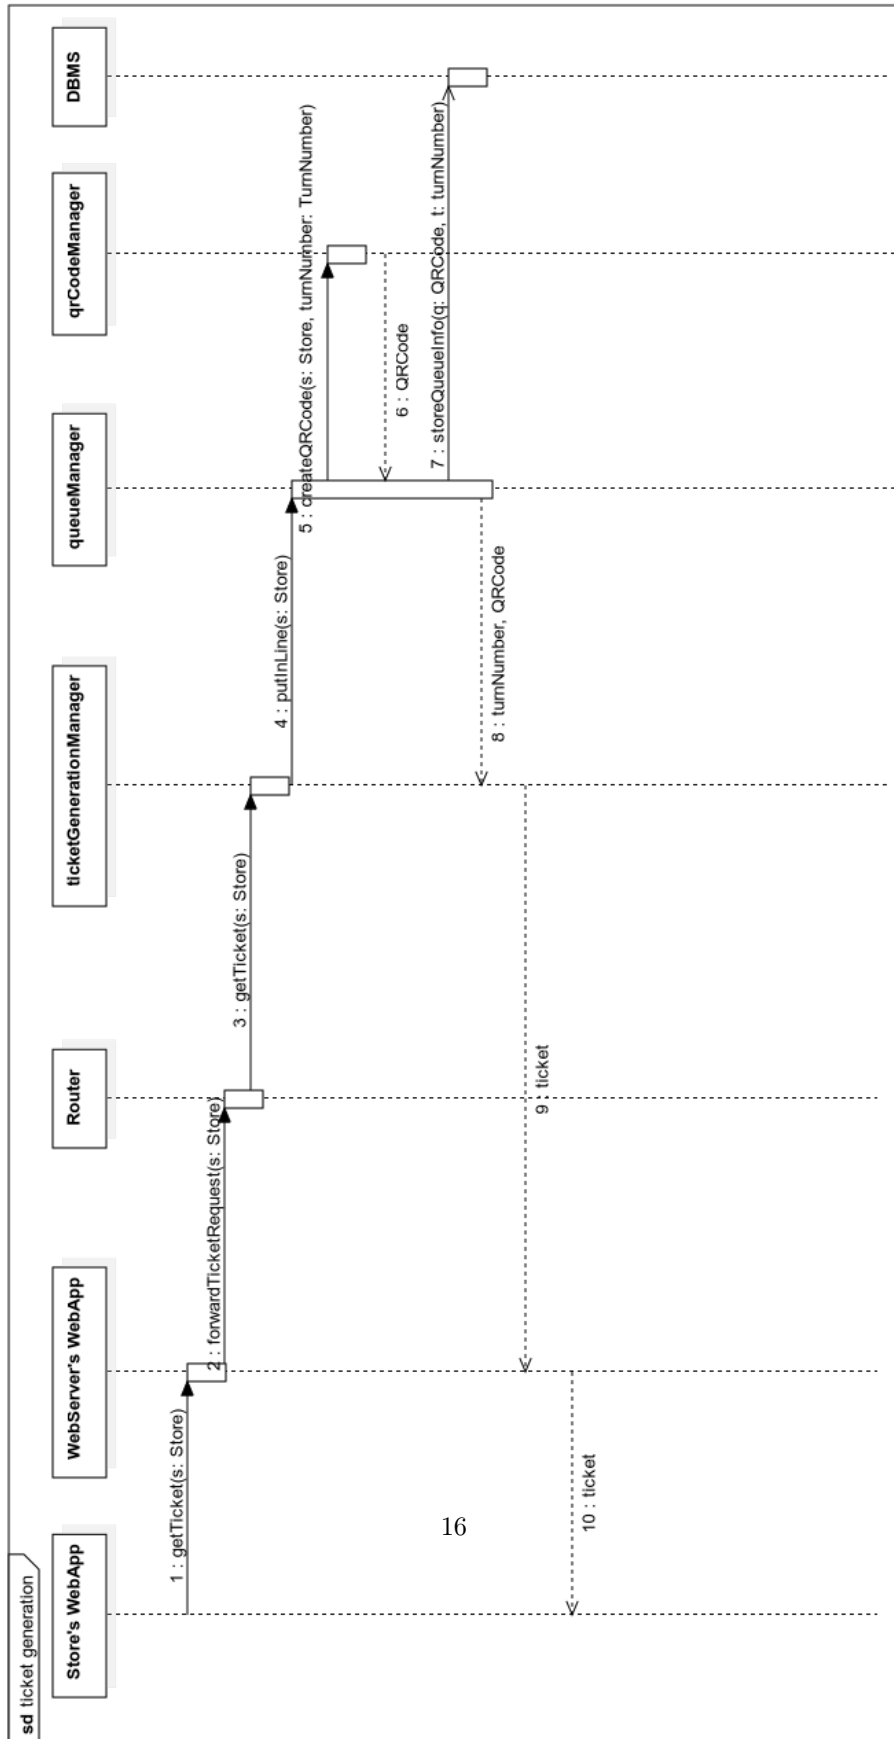 sd ticket generation
Store's WebApp
WebServer's WebApp
Router
ticketGenerationManager
queueManager
qrCodeManager
DBMS
1 : getTicket(s: Store)
2 : forwardTicketRequest(s: Store)
3 : getTicket(s: Store)
4 : putInLine(s: Store)
5 : createQRCode(s: Store, turnNumber: TurnNumber)
6 : QRCode
7 : storeQueueInfo(q: QRCode, t: turnNumber)
8 : turnNumber, QRCode
9 : ticket
10 : ticket
16